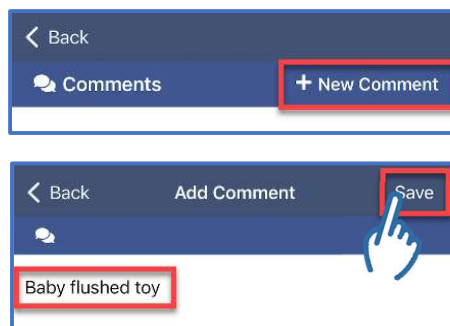 Back
Comments + New Comment
Back Add Comment Save
Baby flushed toy